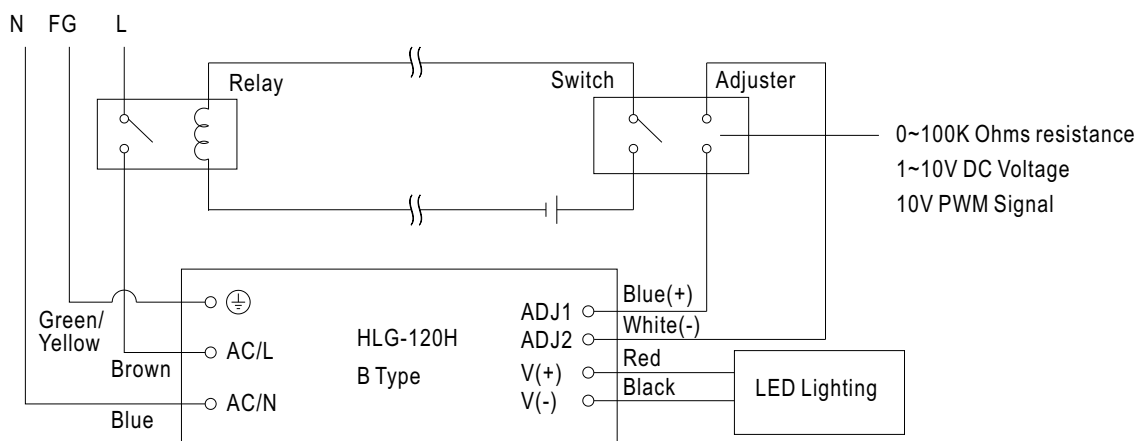 N FG L
Relay
Switch
Adjuster
0~100K Ohms resistance
1~10V DC Voltage
10V PWM Signal
Green/
Yellow
Brown
Blue
AC/L
AC/N
HLG-120H
B Type
ADJ1
ADJ2
V(+)
V(-)
Blue(+)
White(-)
Red
Black
LED Lighting